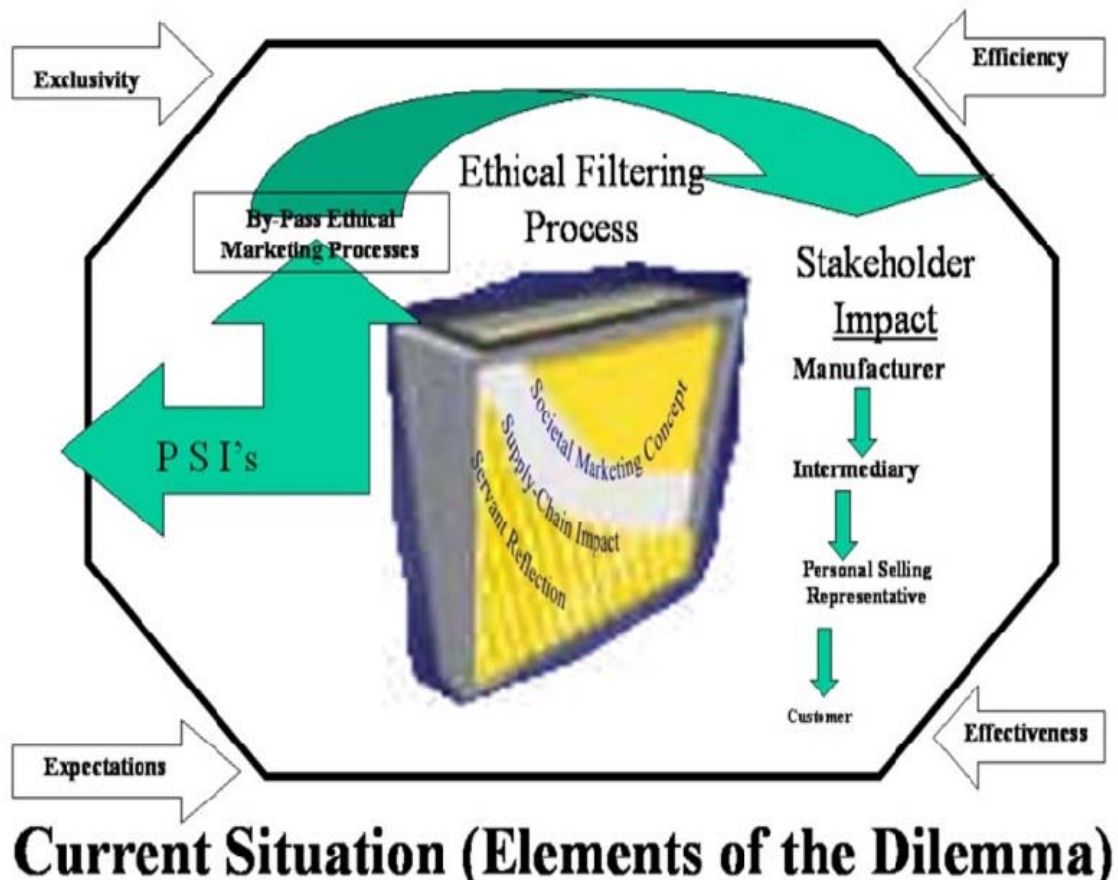 Exclusivity
Efficiency
Ethical Filtering
Process
By-Pass Ethical
Marketing Processes
Stakeholder
Impact
Manufacturer
Intermediary
Personal Selling
Representative
Customer
P S I's
Societal Marketing Concept
Supply-Chain Impact
Servant Reflection
Expectations
Effectiveness
Current Situation (Elements of the Dilemma)